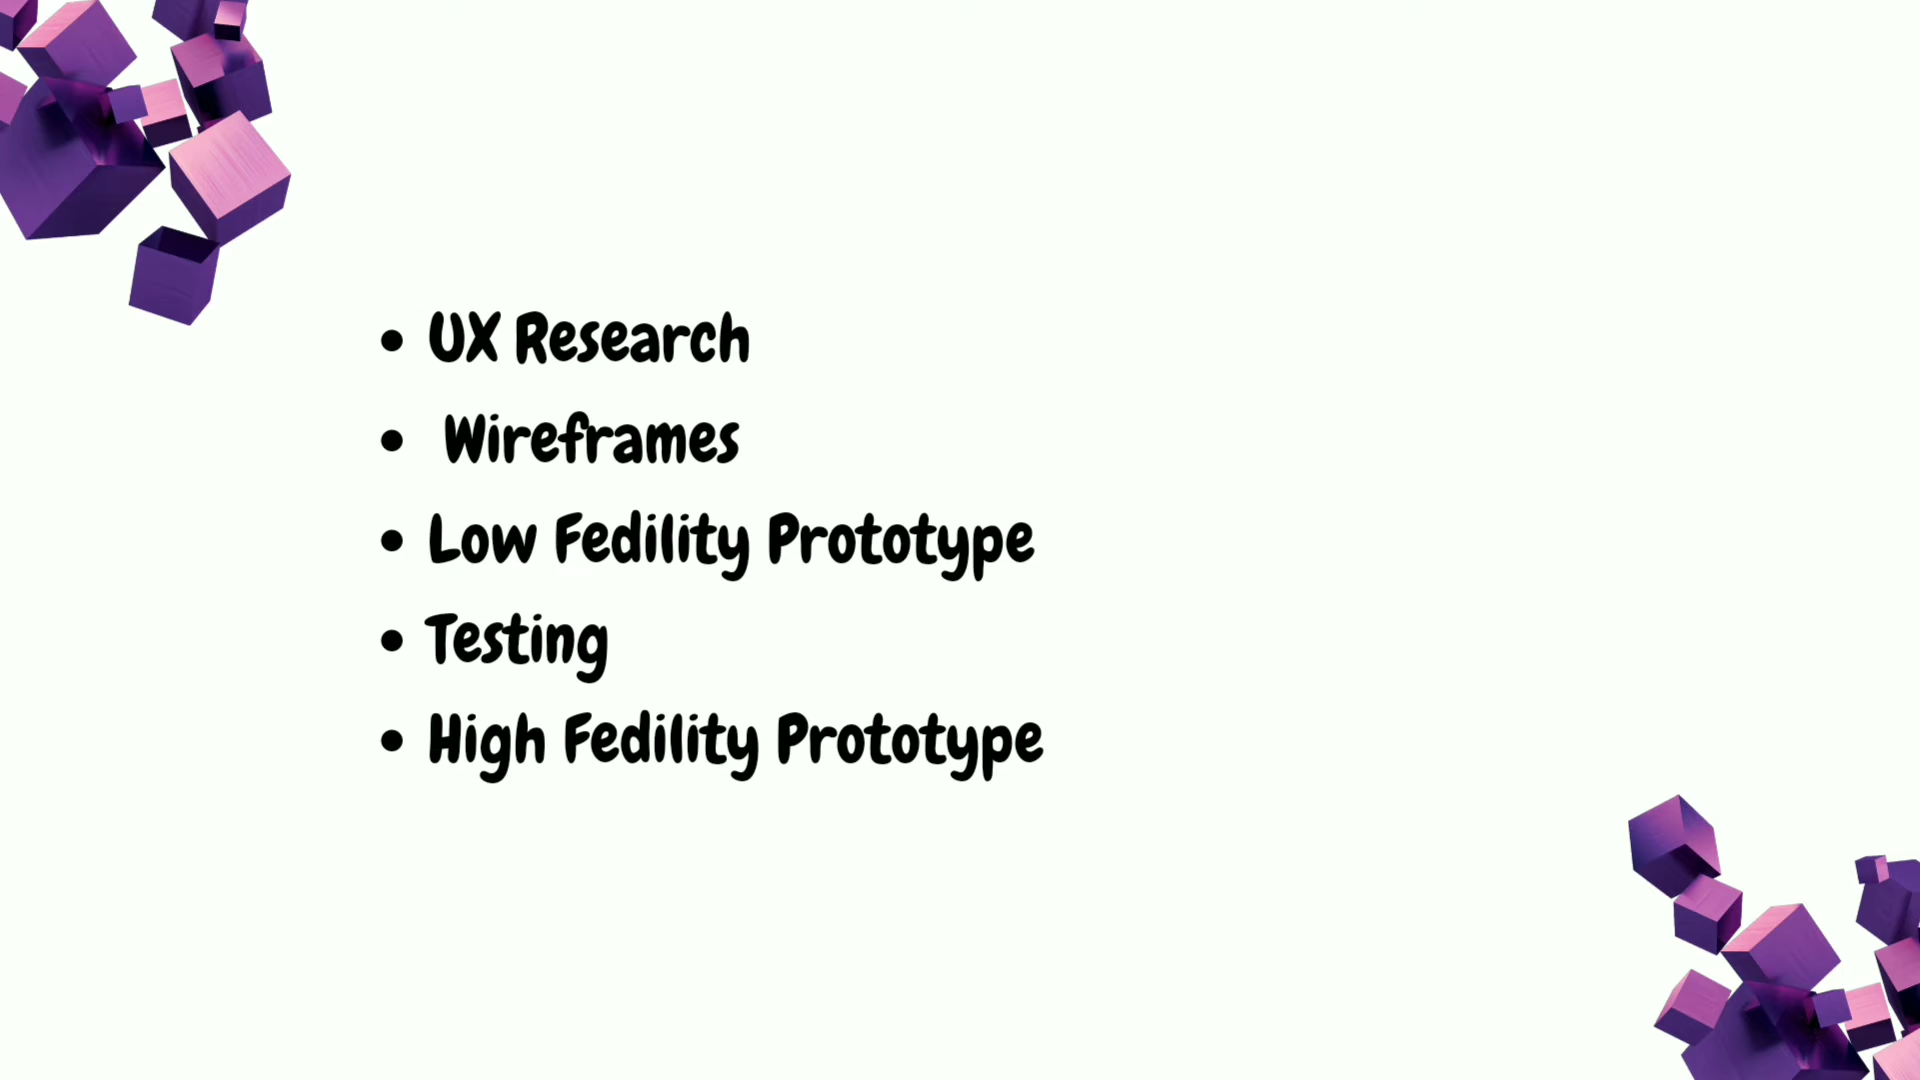 • UX Research
• Wireframes
• Low Fedility Prototype
• Testing
• High Fedility Prototype